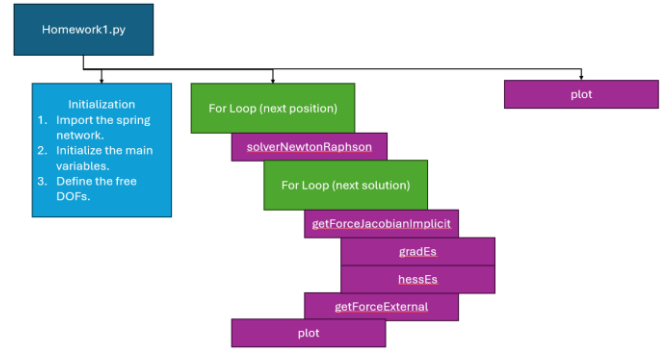 Homework1.py
Initialization
1. Import the spring
network.
2. Initialize the main
variables.
3. Define the free
DOFs.
For Loop (next position)
solverNewtonRaphson
For Loop (next solution)
getForceJacobianImplicit
gradEs
hessEs
getForceExternal
plot
plot